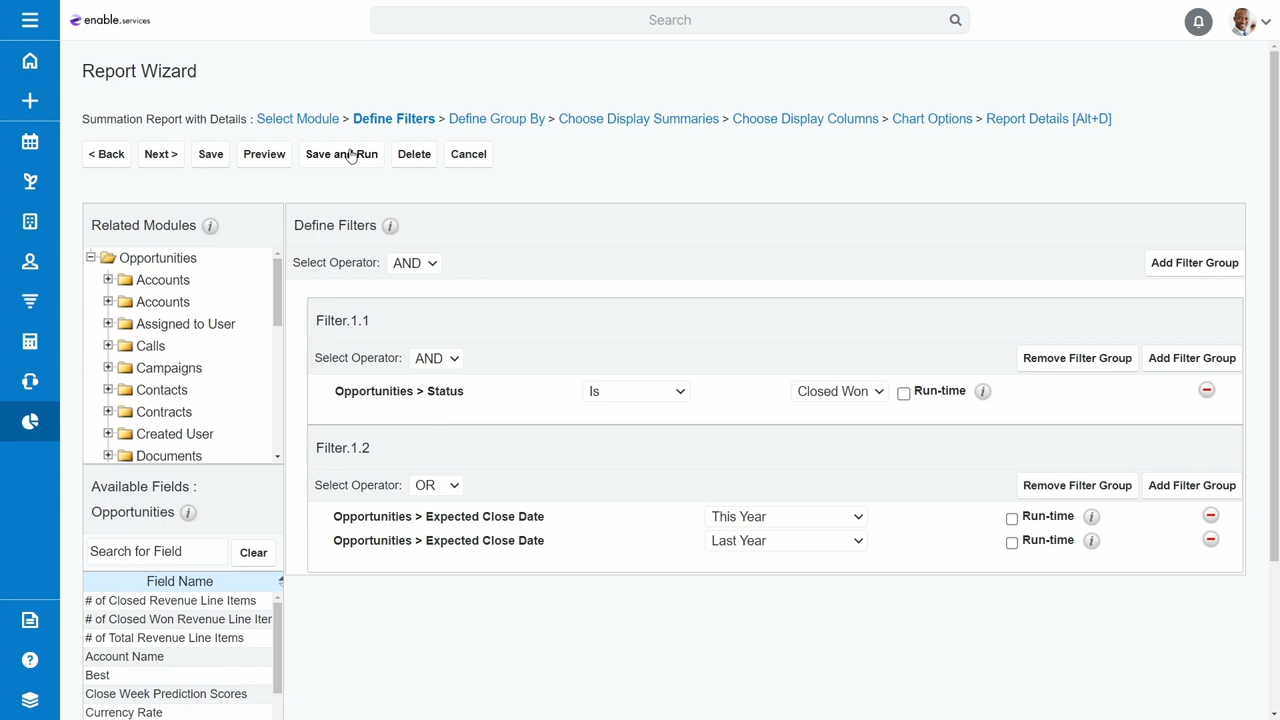 enable.services
Search
Report Wizard
Summation Report with Details : Select Module > Define Filters > Define Group By > Choose Display Summaries > Choose Display Columns > Chart Options > Report Details [Alt+D]
< Back Next > Save Preview Save and Run Delete Cancel
Related Modules i
Opportunities
Accounts
Accounts
Assigned to User
Calls
Campaigns
Contacts
Contracts
Created User
Documents
Available Fields :
Opportunities i
Search for Field Clear
Field Name
# of Closed Revenue Line Items
# of Closed Won Revenue Line Iter
# of Total Revenue Line Items
Account Name
Best
Close Week Prediction Scores
Currency Rate
Define Filters i
Select Operator: AND Add Filter Group
Filter.1.1
Select Operator: AND Remove Filter Group Add Filter Group
Opportunities > Status Is Closed Won Run-time i
Filter.1.2
Select Operator: OR Remove Filter Group Add Filter Group
Opportunities > Expected Close Date This Year Run-time i
Opportunities > Expected Close Date Last Year Run-time i